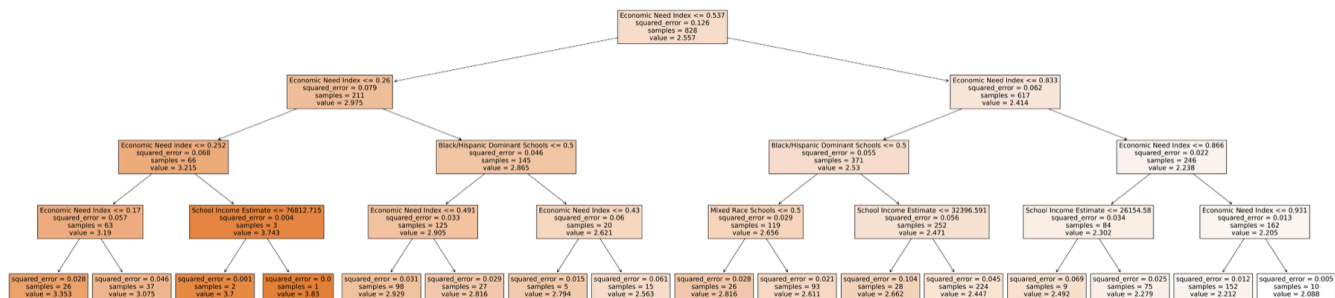 Economic Need Index <= 0.537
squared_error = 0.126
samples = 828
value = 2.557
Economic Need Index <= 0.26
squared_error = 0.079
samples = 211
value = 2.975
Economic Need Index <= 0.833
squared_error = 0.062
samples = 617
value = 2.414
Economic Need Index <= 0.252
squared_error = 0.068
samples = 66
value = 3.215
Black/Hispanic Dominant Schools <= 0.5
squared_error = 0.046
samples = 145
value = 2.865
Black/Hispanic Dominant Schools <= 0.5
squared_error = 0.055
samples = 371
value = 2.53
Economic Need Index <= 0.866
squared_error = 0.022
samples = 246
value = 2.238
Economic Need Index <= 0.17
squared_error = 0.057
samples = 63
value = 3.19
School Income Estimate <= 76812.715
squared_error = 0.004
samples = 3
value = 3.743
Economic Need Index <= 0.491
squared_error = 0.033
samples = 125
value = 2.905
Economic Need Index <= 0.43
squared_error = 0.06
samples = 20
value = 2.621
Mixed Race Schools <= 0.5
squared_error = 0.029
samples = 119
value = 2.656
School Income Estimate <= 32396.591
squared_error = 0.056
samples = 252
value = 2.471
School Income Estimate <= 26154.58
squared_error = 0.034
samples = 84
value = 2.302
Economic Need Index <= 0.931
squared_error = 0.013
samples = 162
value = 2.205
squared_error = 0.028
samples = 26
value = 3.353
squared_error = 0.046
samples = 37
value = 3.075
squared_error = 0.001
samples = 2
value = 3.7
squared_error = 0.0
samples = 1
value = 3.83
squared_error = 0.031
samples = 98
value = 2.929
squared_error = 0.029
samples = 27
value = 2.816
squared_error = 0.015
samples = 5
value = 2.794
squared_error = 0.061
samples = 15
value = 2.563
squared_error = 0.028
samples = 26
value = 2.816
squared_error = 0.021
samples = 93
value = 2.611
squared_error = 0.104
samples = 28
value = 2.662
squared_error = 0.045
samples = 224
value = 2.447
squared_error = 0.069
samples = 9
value = 2.492
squared_error = 0.025
samples = 75
value = 2.279
squared_error = 0.012
samples = 152
value = 2.212
squared_error = 0.005
samples = 10
value = 2.088